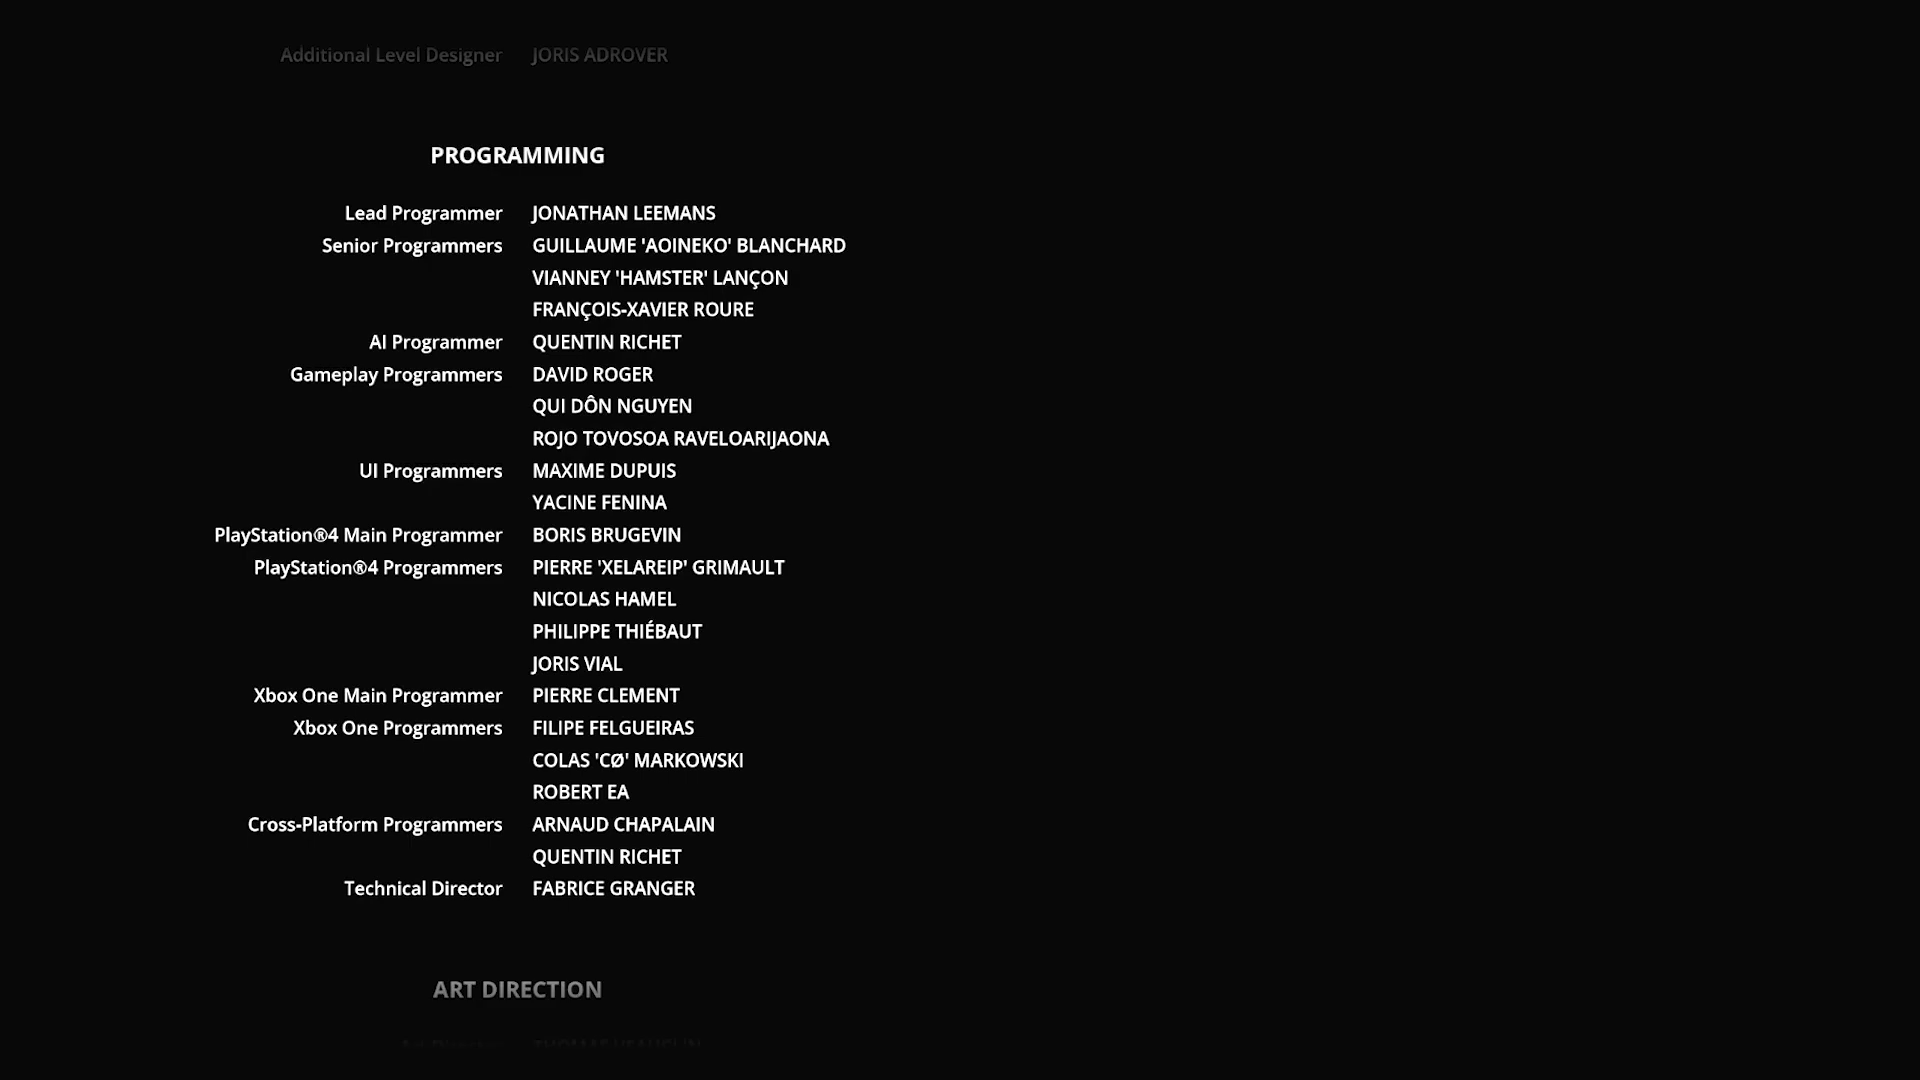 Additional Level Designer JORIS ADROVER
PROGRAMMING
Lead Programmer JONATHAN LEEMANS
Senior Programmers GUILLAUME 'AOINEKO' BLANCHARD
VIANNEY 'HAMSTER' LANÇON
FRANÇOIS-XAVIER ROURE
AI Programmer QUENTIN RICHET
Gameplay Programmers DAVID ROGER
QUI DÔN NGUYEN
ROJO TOVOSOA RAVELOARIJAONA
UI Programmers MAXIME DUPUIS
YACINE FENINA
PlayStation®4 Main Programmer BORIS BRUGEVIN
PlayStation®4 Programmers PIERRE 'XELAREIP' GRIMAULT
NICOLAS HAMEL
PHILIPPE THIÉBAUT
JORIS VIAL
Xbox One Main Programmer PIERRE CLEMENT
Xbox One Programmers FILIPE FELGUEIRAS
COLAS 'CØ' MARKOWSKI
ROBERT EA
Cross-Platform Programmers ARNAUD CHAPALAIN
QUENTIN RICHET
Technical Director FABRICE GRANGER
ART DIRECTION